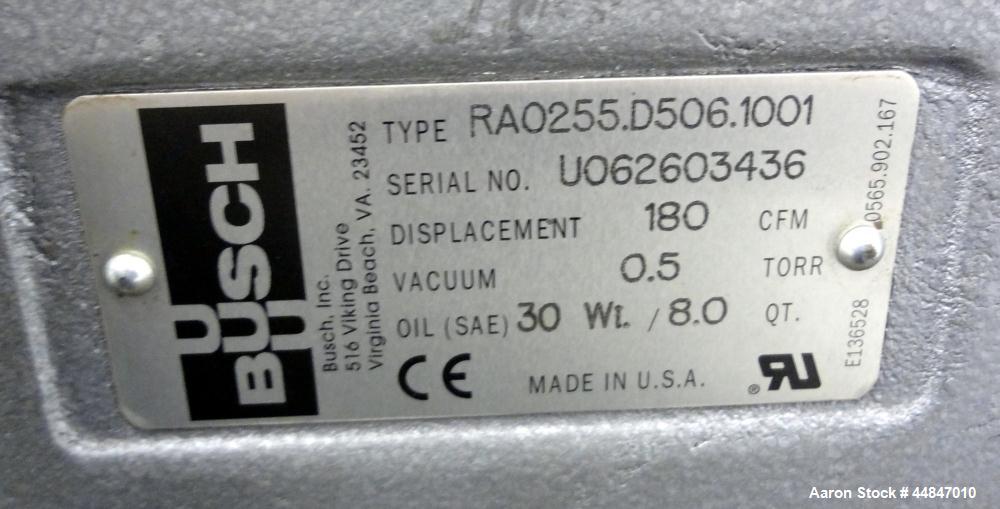 BUSCH
Busch, Inc.
516 Viking Drive
Virginia Beach, VA. 23452
TYPE RA0255.D506.1001
SERIAL NO. U062603436
DISPLACEMENT 180 CFM
VACUUM 0.5 TORR
OIL (SAE) 30 Wt. / 8.0 QT.
CE MADE IN U.S.A. ® RU
0565.902.167
E136528
Aaron Stock # 44847010